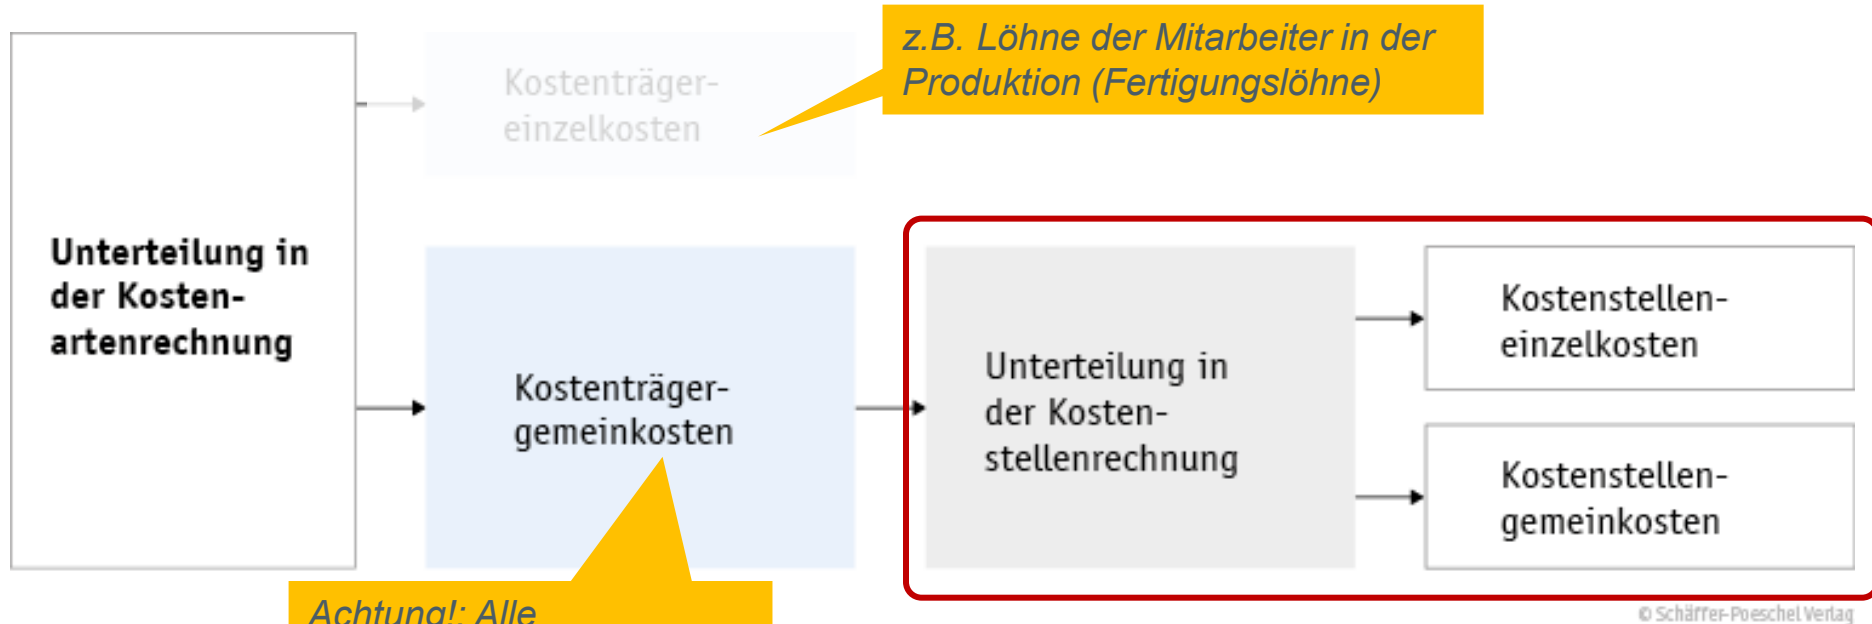 z.B. Löhne der Mitarbeiter in der
Produktion (Fertigungslöhne)
Kostenträger-
einzelkosten
Unterteilung in
der Kosten-
artenrechnung
Kostenträger-
gemeinkosten
Unterteilung in
der Kosten-
stellenrechnung
Kostenstellen-
einzelkosten
Kostenstellen-
gemeinkosten
Achtung!: Alle
© Schäffer-Poeschel Verlag